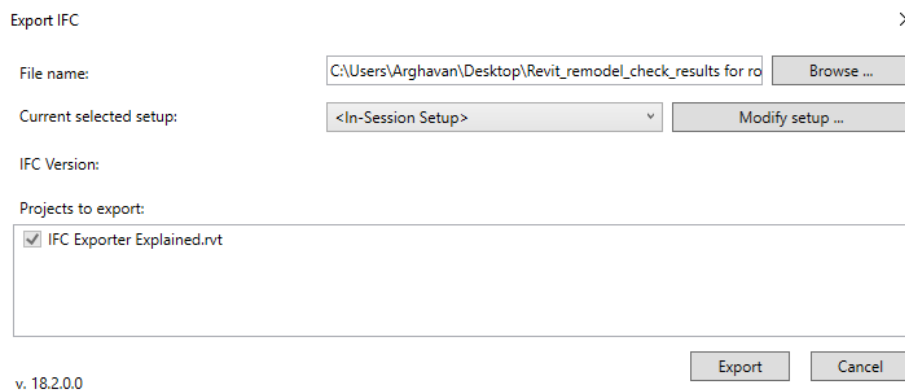 Export IFC
File name: C:\Users\Arghavan\Desktop\Revit_remodel_check_results for ro Browse ...
Current selected setup: <In-Session Setup> Modify setup ...
IFC Version:
Projects to export:
IFC Exporter Explained.rvt
Export Cancel
v. 18.2.0.0